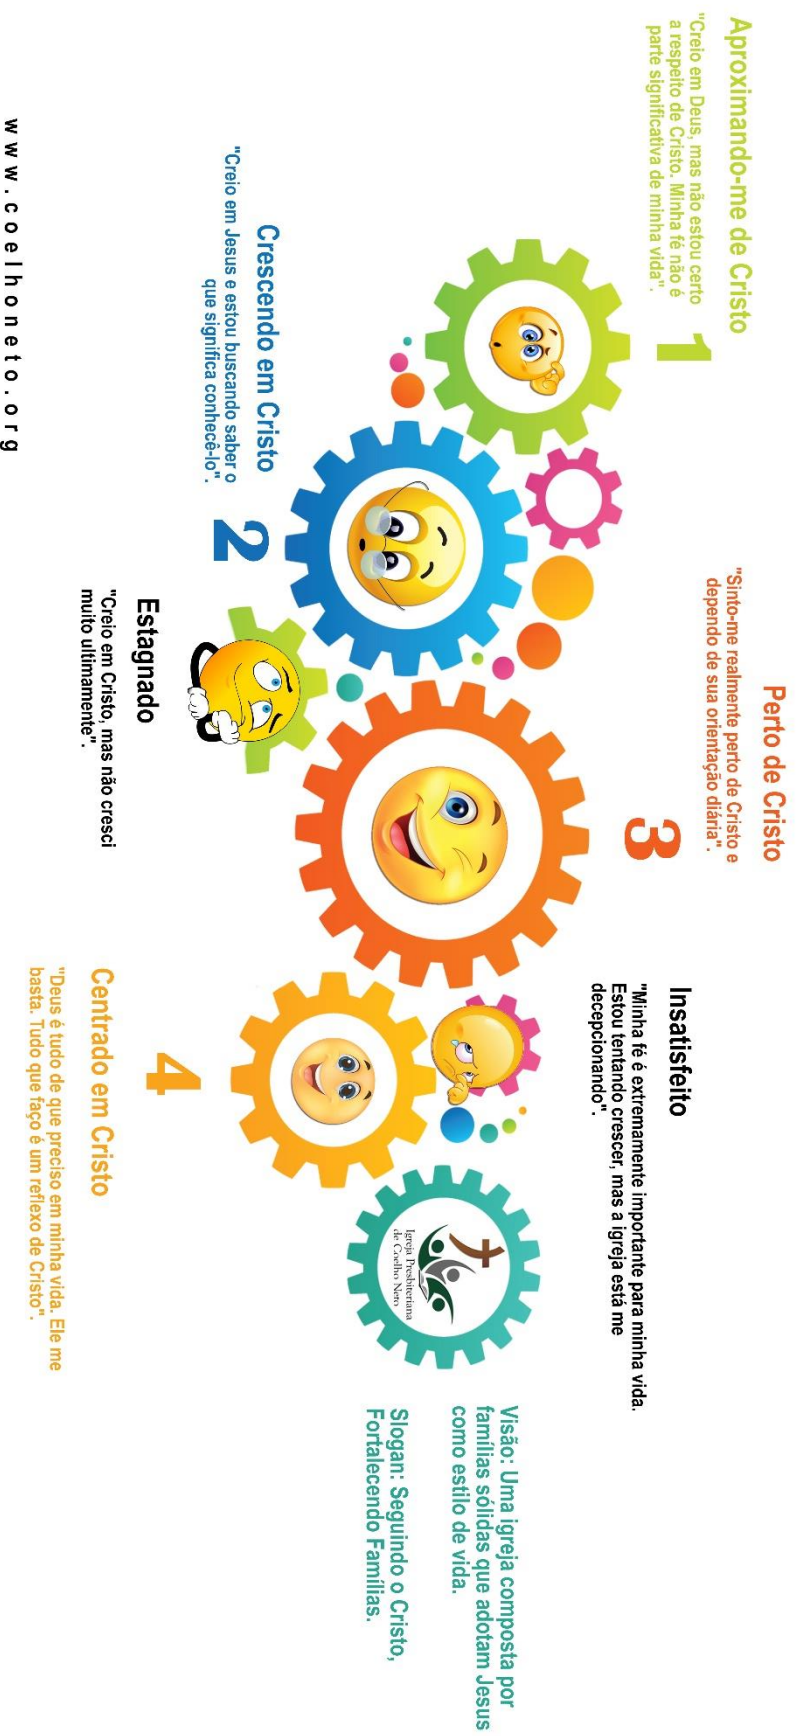 Aproximando-me de Cristo
"Creio em Deus, mas não estou certo
a respeito de Cristo. Minha fé não é
parte significativa de minha vida".
1
Crescendo em Cristo
"Creio em Jesus e estou buscando saber o
que significa conhecê-lo".
2
Estagnado
"Creio em Cristo, mas não cresci
muito ultimamente".
Perto de Cristo
"Sinto-me realmente perto de Cristo e
dependo de sua orientação diária".
3
Insatisfeito
"Minha fé é extremamente importante para minha vida.
Estou tentando crescer, mas a igreja está me
decepcionando".
Centrado em Cristo
"Deus é tudo de que preciso em minha vida. Ele me
basta. Tudo que faço é um reflexo de Cristo".
4
Igreja Presbiteriana
de Coelho Neto
Visão: Uma igreja composta por
famílias sólidas que adotam Jesus
como estilo de vida.
Slogan: Seguindo o Cristo,
Fortalecendo Famílias.
www.coelhoneto.org